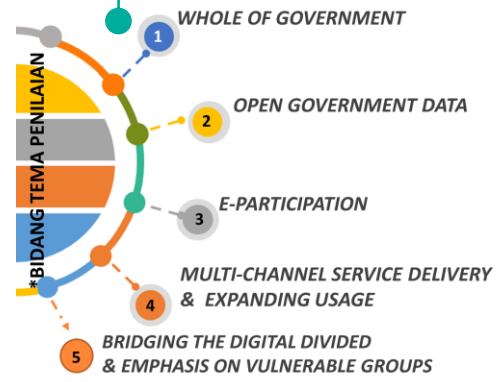 *BIDANG TEMA PENILAIAN
1
WHOLE OF GOVERNMENT
2
OPEN GOVERNMENT DATA
3
E-PARTICIPATION
4
MULTI-CHANNEL SERVICE DELIVERY
& EXPANDING USAGE
5
BRIDGING THE DIGITAL DIVIDED
& EMPHASIS ON VULNERABLE GROUPS